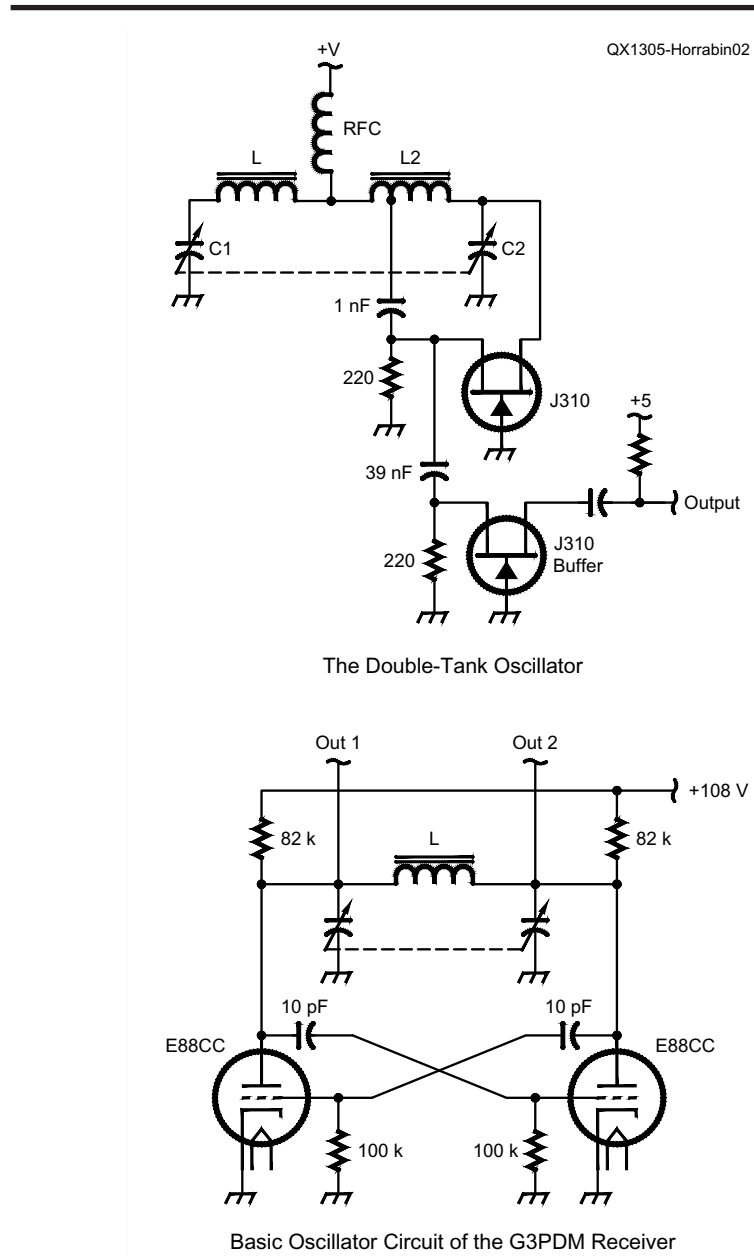 QX1305-Horrabin02
+V
RFC
L
L2
C1
C2
1 nF
220
J310
+5
39 nF
Output
220
J310
Buffer
The Double-Tank Oscillator
Out 1
Out 2
+108 V
82 k
L
82 k
10 pF
10 pF
E88CC
E88CC
100 k
100 k
Basic Oscillator Circuit of the G3PDM Receiver